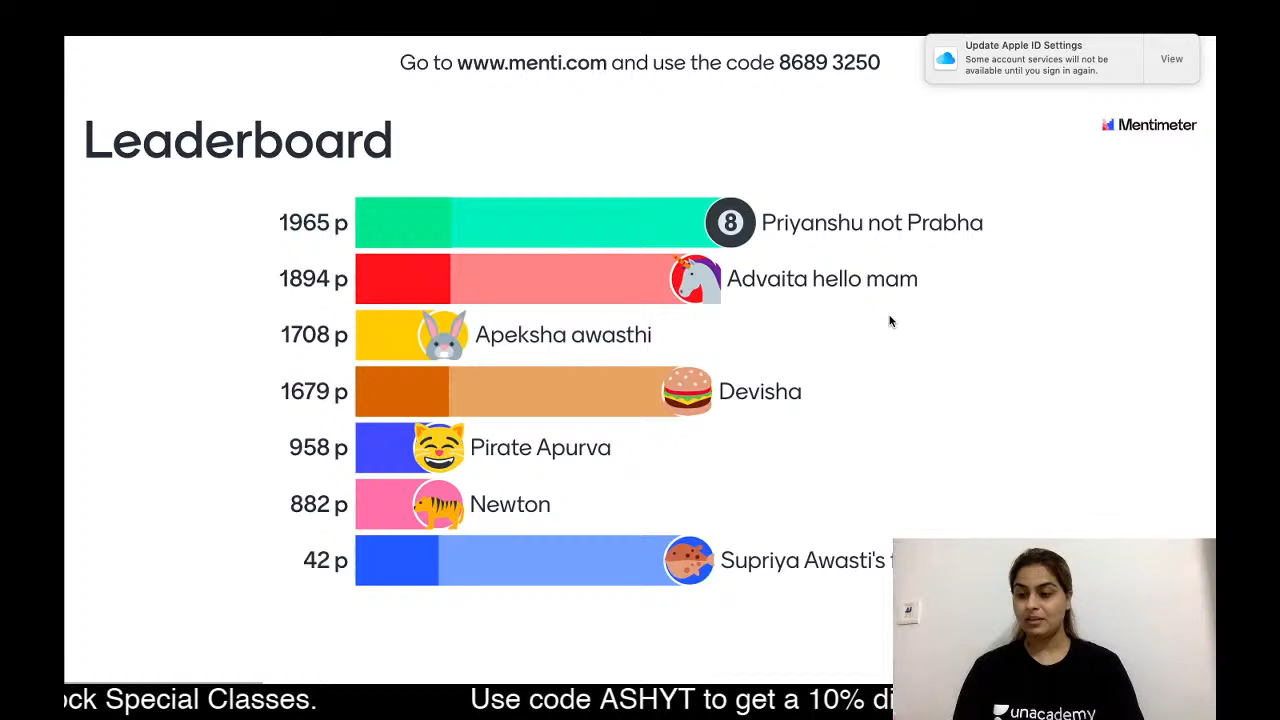 Go to www.menti.com and use the code 8689 3250
Update Apple ID Settings
Some account services will not be
available until you sign in again.
View
Mentimeter
Leaderboard
1965 p 8 Priyanshu not Prabha
1894 p Advaita hello mam
1708 p Apeksha awasthi
1679 p Devisha
958 p Pirate Apurva
882 p Newton
42 p Supriya Awasti's
unacademy
Special Classes. Use code ASHYT to get a 10%